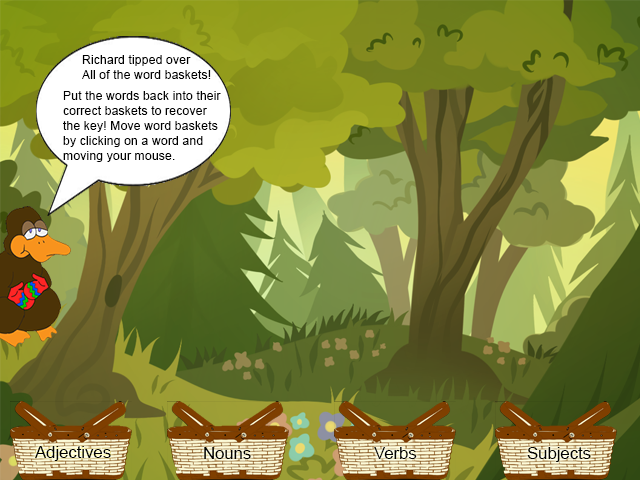 Richard tipped over
All of the word baskets!
Put the words back into their
correct baskets to recover
the key! Move word baskets
by clicking on a word and
moving your mouse.
Adjectives
Nouns
Verbs
Subjects